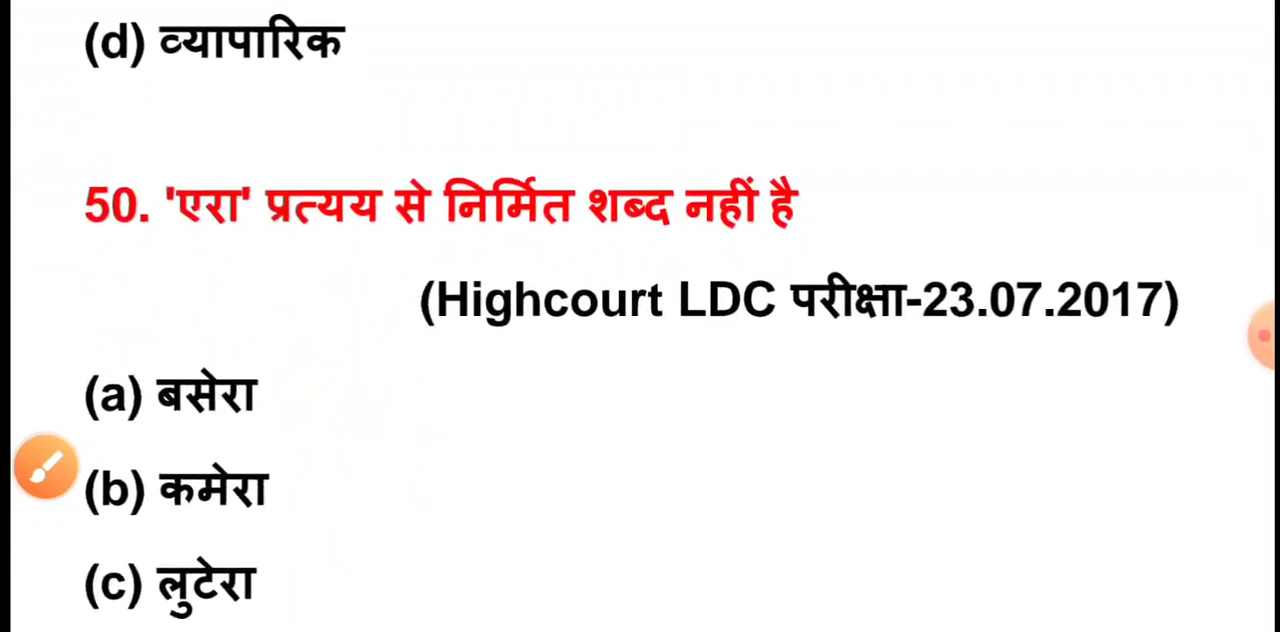 (d) व्यापारिक
50. 'एरा' प्रत्यय से निर्मित शब्द नहीं है
(Highcourt LDC परीक्षा-23.07.2017)
(a) बसेरा
(b) कमेरा
(c) लुटेरा